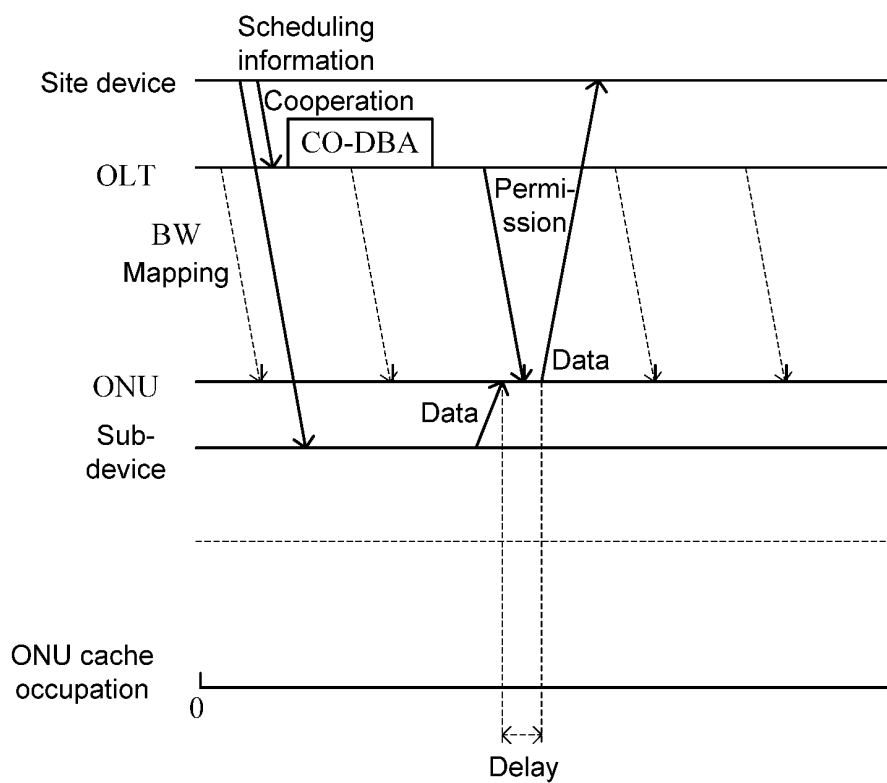 Scheduling
information
Site device
Cooperation
CO-DBA
OLT
Permi-
ssion
BW
Mapping
ONU
Data
Data
Sub-
device
ONU cache
occupation
0
Delay